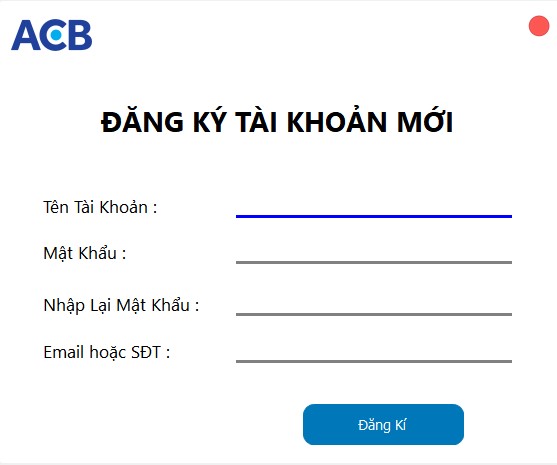 ACB
ĐĂNG KÝ TÀI KHOẢN MỚI
Tên Tài Khoản :
Mật Khẩu :
Nhập Lại Mật Khẩu :
Email hoặc SĐT :
Đăng Kí